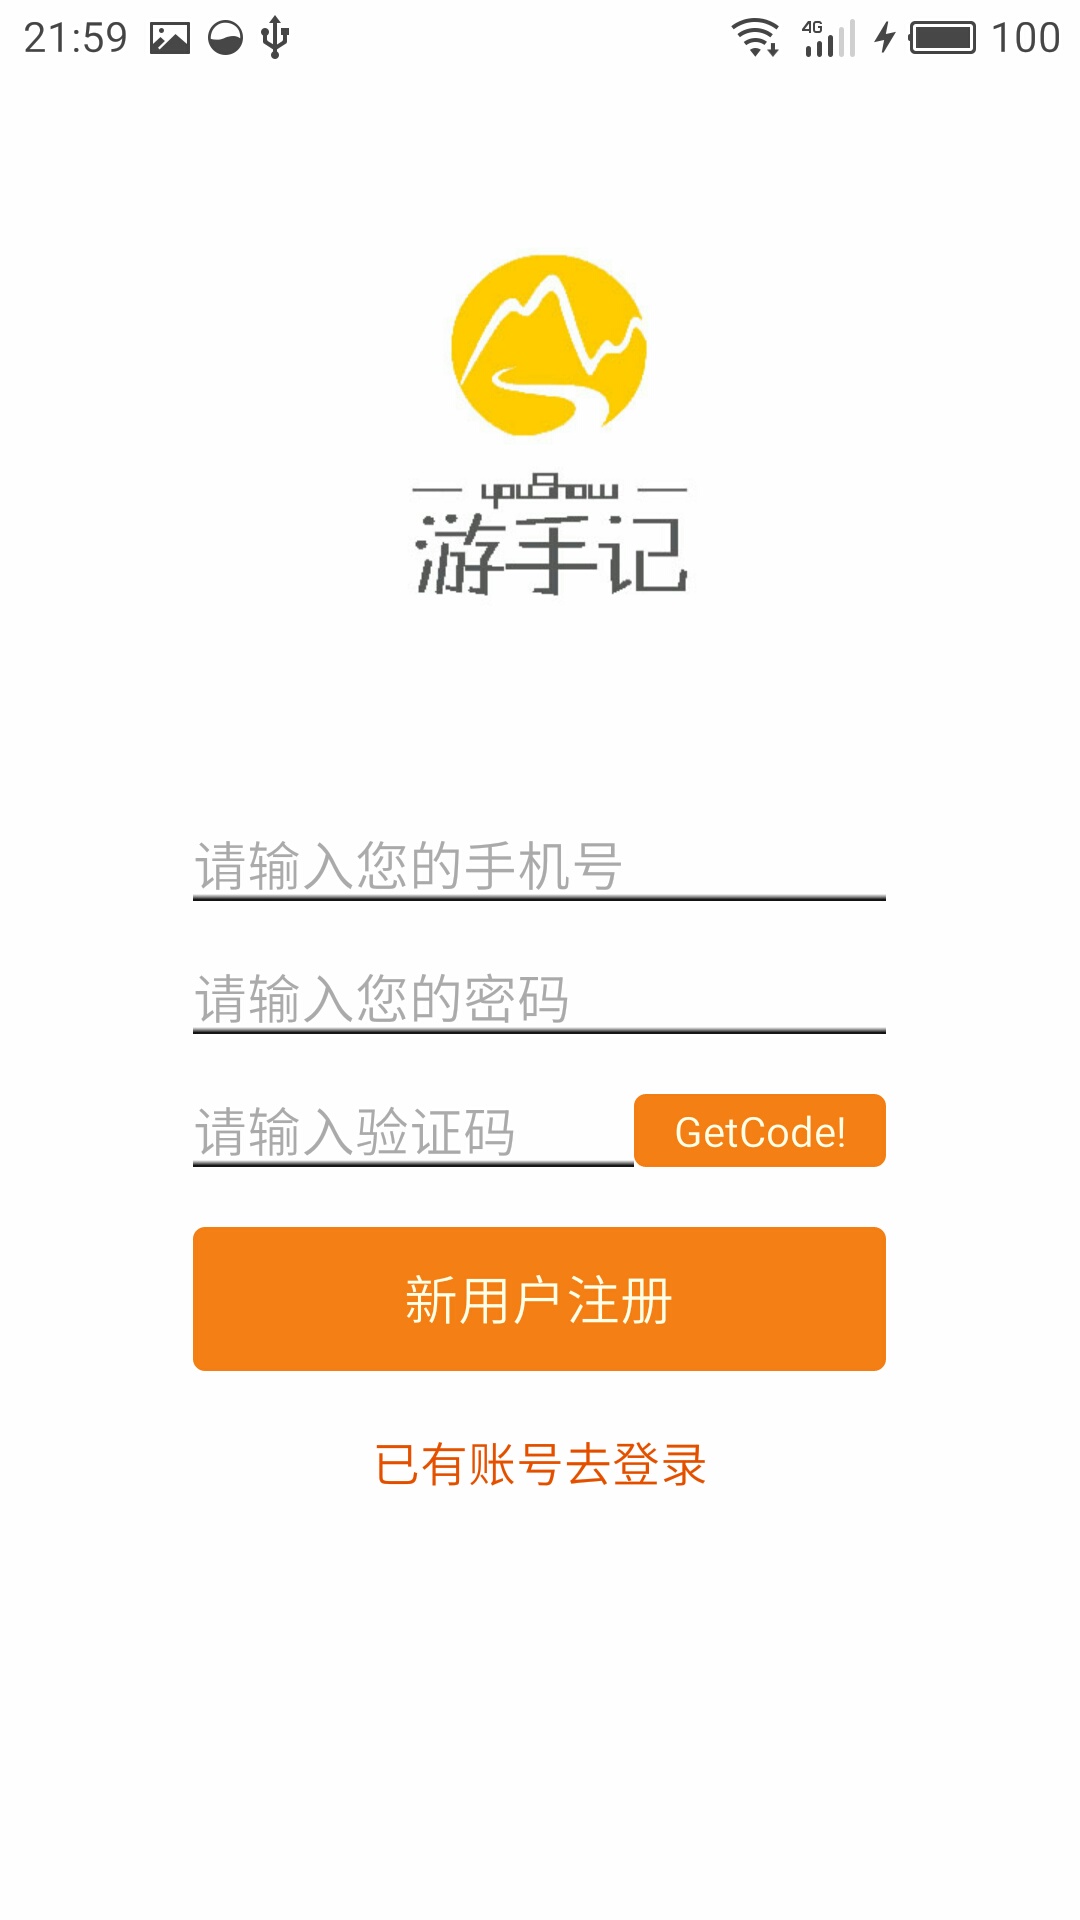 21:59 4G 100
youShow
游手记
请输入您的手机号
请输入您的密码
请输入验证码 GetCode!
新用户注册
已有账号去登录